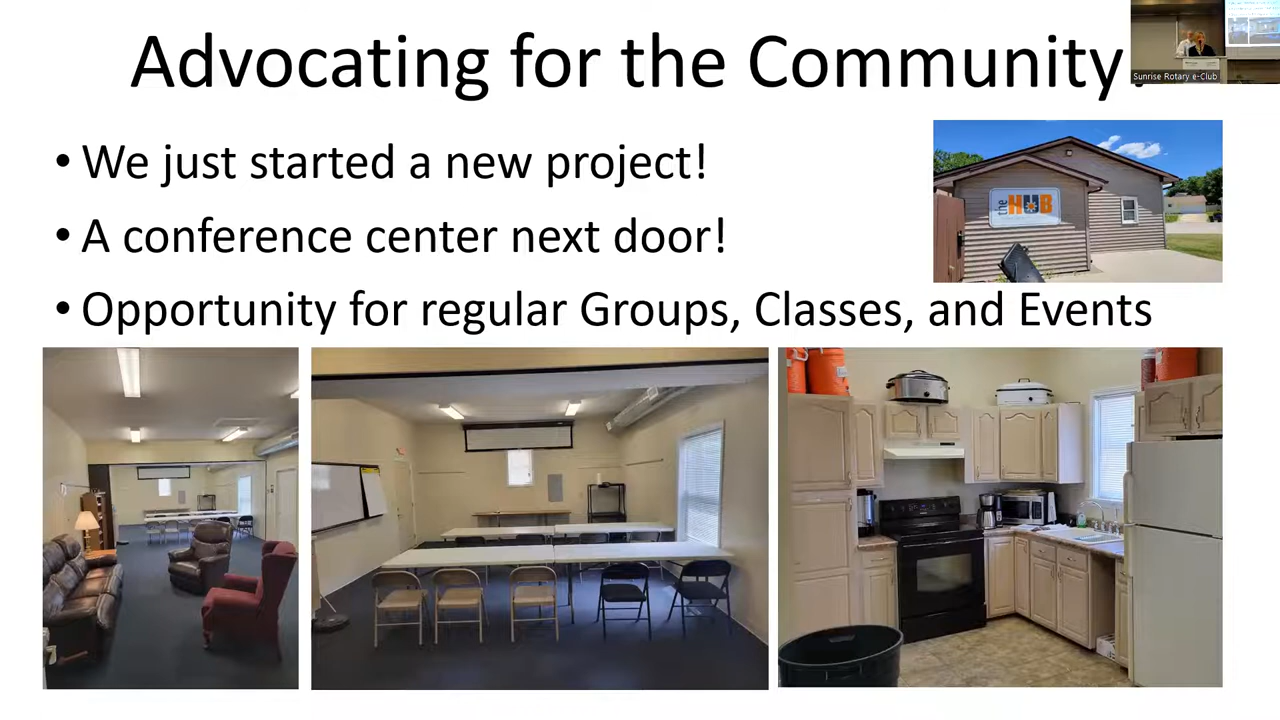 Advocating for the Community!
Sunrise Rotary e-Club
• We just started a new project!
• A conference center next door!
• Opportunity for regular Groups, Classes, and Events
the HUB